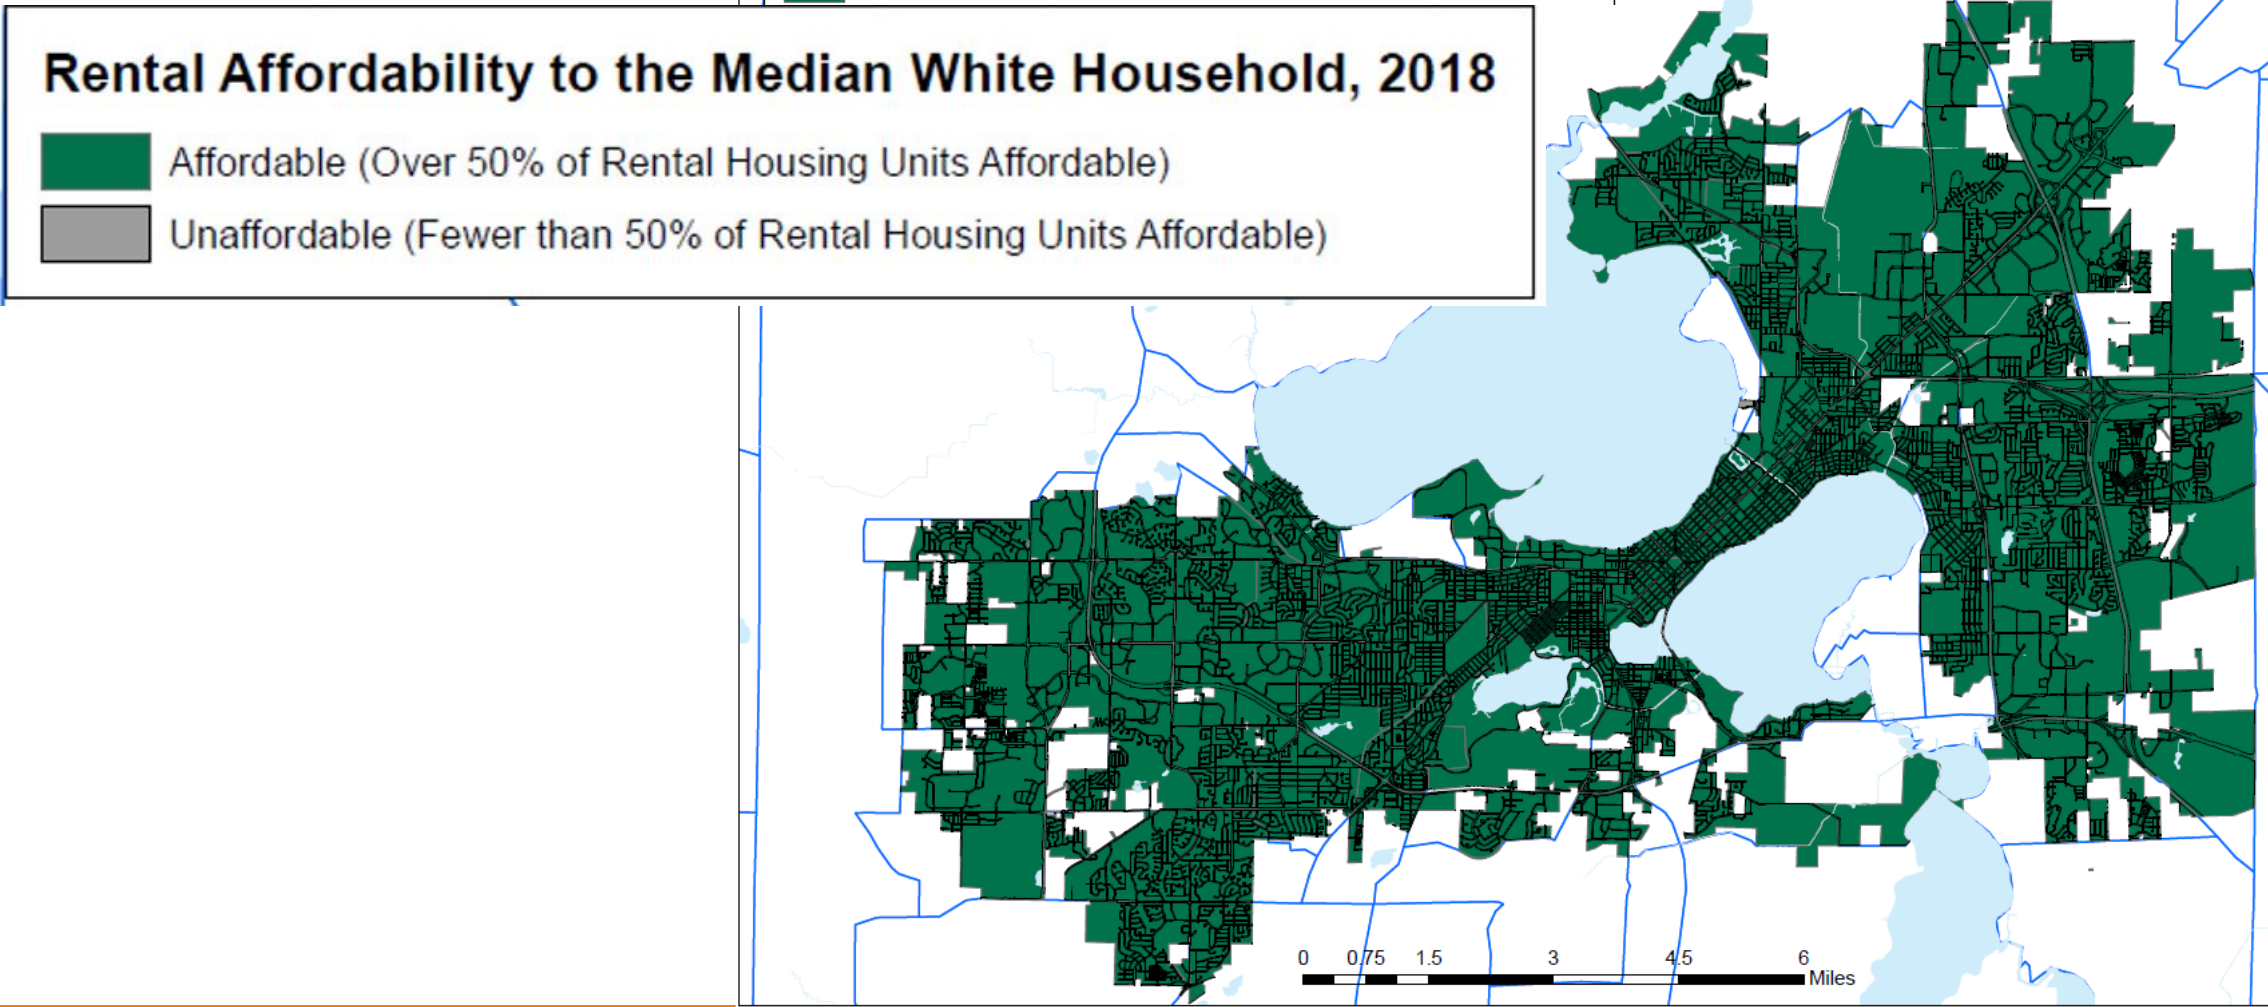 Rental Affordability to the Median White Household, 2018
Affordable (Over 50% of Rental Housing Units Affordable)
Unaffordable (Fewer than 50% of Rental Housing Units Affordable)
0 0.75 1.5 3 4.5 6
Miles